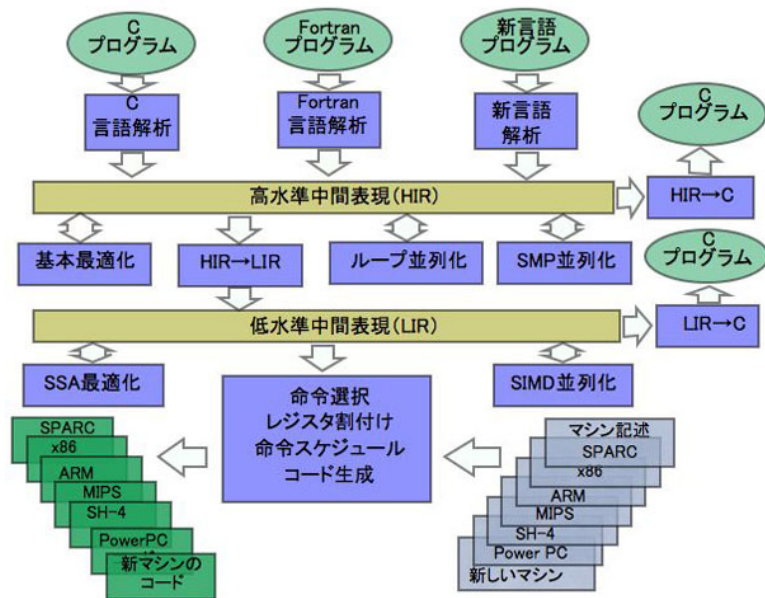 C
プログラム
Fortran
プログラム
新言語
プログラム
C
言語解析
Fortran
言語解析
新言語
解析
C
プログラム
高水準中間表現(HIR)
HIR→C
基本最適化
HIR→LIR
ループ並列化
SMP並列化
C
プログラム
低水準中間表現(LIR)
LIR→C
SSA最適化
命令選択
レジスタ割付け
命令スケジュール
コード生成
SIMD並列化
SPARC
x86
ARM
MIPS
SH-4
PowerPC
新マシンの
コード
マシン記述
SPARC
x86
ARM
MIPS
SH-4
Power PC
新しいマシン